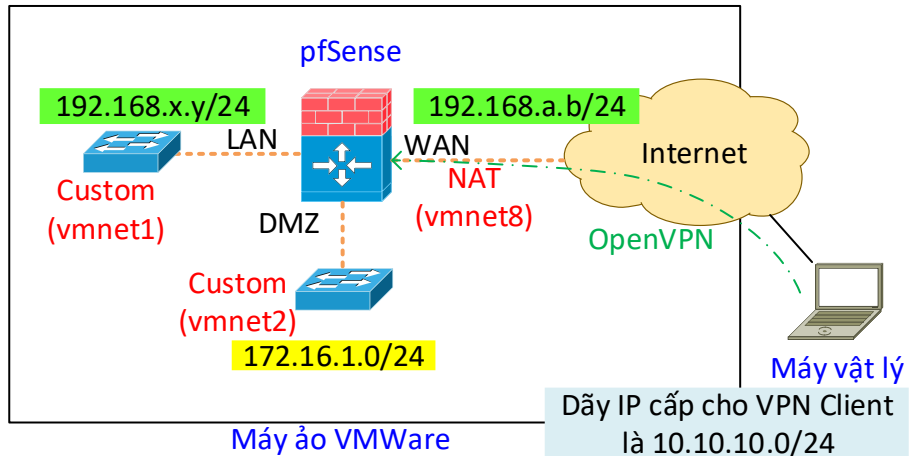 pfSense
192.168.x.y/24
192.168.a.b/24
LAN
WAN
Internet
Custom
(vmnet1)
NAT
(vmnet8)
DMZ
OpenVPN
Custom
(vmnet2)
172.16.1.0/24
Máy vật lý
Máy ảo VMWare
Dãy IP cấp cho VPN Client
là 10.10.10.0/24